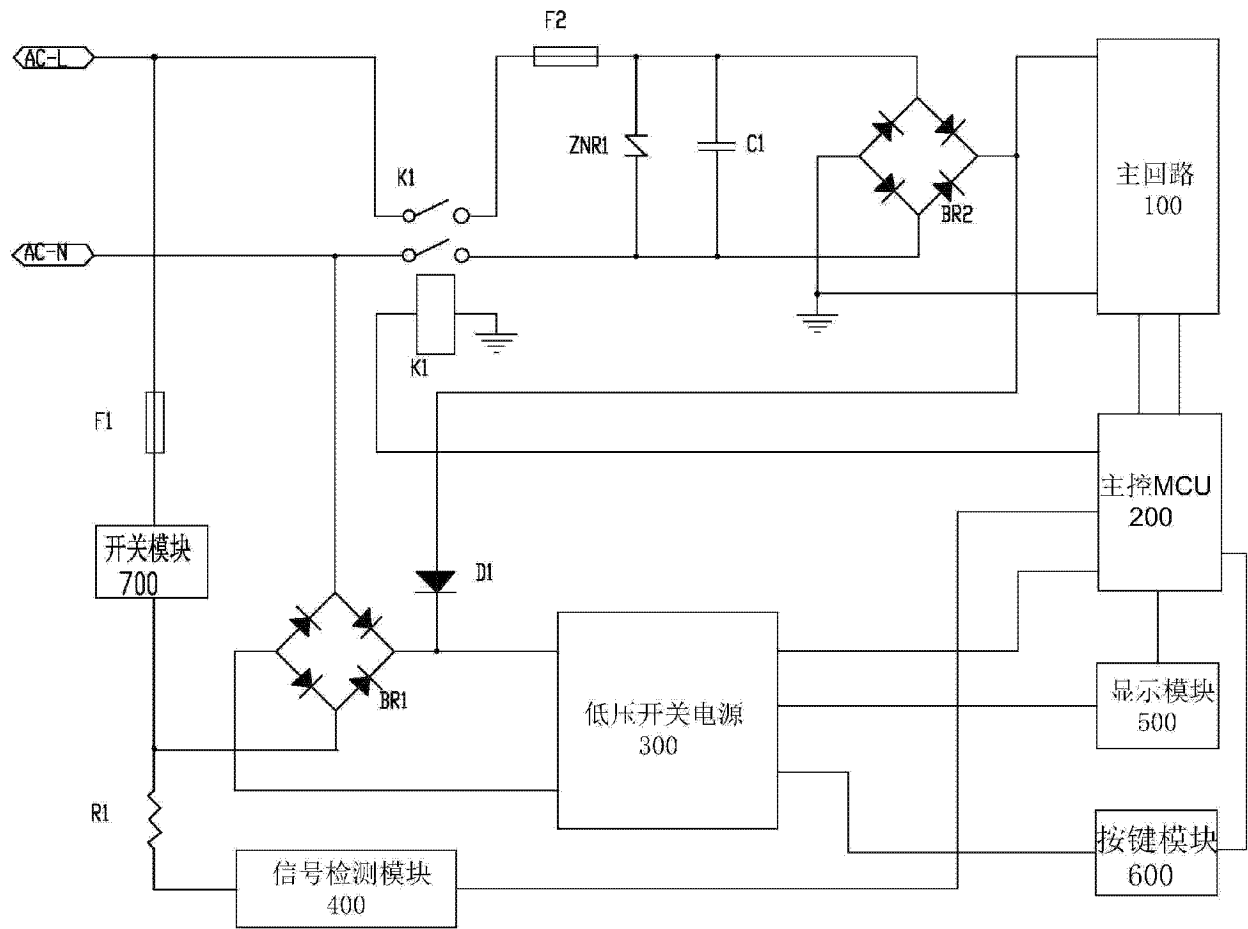 F2
AC-L
ZNR1
C1
主回路
100
K1
BR2
AC-N
K1
F1
主控MCU
200
开关模块
700
D1
BR1
低压开关电源
300
显示模块
500
R1
按键模块
600
信号检测模块
400